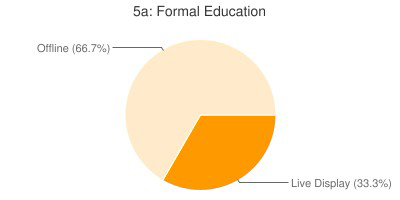 5a: Formal Education
Offline (66.7%)
Live Display (33.3%)